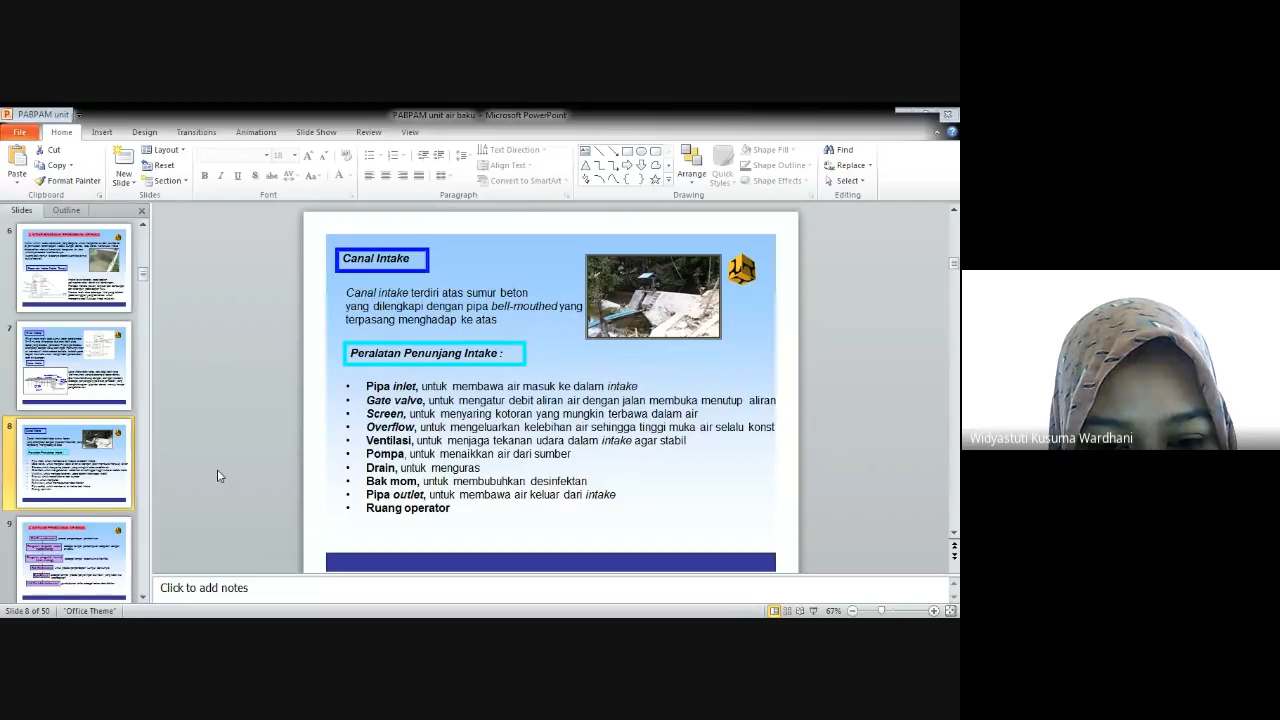 PABPAM unit
PABPAM unit air baku - Microsoft PowerPoint
File Home Insert Design Transitions Animations Slide Show Review View
Paste
Cut
Copy
Format Painter
Clipboard
New Slide
Layout
Reset
Section
Slides
18
Font
Text Direction
Align Text
Convert to SmartArt
Paragraph
Arrange
Quick Styles
Shape Fill
Shape Outline
Shape Effects
Drawing
Find
Replace
Select
Editing
Slides Outline
6
7
8
9
Canal Intake
Canal intake terdiri atas sumur beton
yang dilengkapi dengan pipa bell-mouthed yang
terpasang menghadap ke atas
Peralatan Penunjang Intake :
• Pipa inlet, untuk membawa air masuk ke dalam intake
• Gate valve, untuk mengatur debit aliran air dengan jalan membuka menutup aliran
• Screen, untuk menyaring kotoran yang mungkin terbawa dalam air
• Overflow, untuk mengeluarkan kelebihan air sehingga tinggi muka air selalu konst
• Ventilasi, untuk menjaga tekanan udara dalam intake agar stabil
• Pompa, untuk menaikkan air dari sumber
• Drain, untuk menguras
• Bak mom, untuk membubuhkan desinfektan
• Pipa outlet, untuk membawa air keluar dari intake
• Ruang operator
Click to add notes
Slide 8 of 50 "Office Theme" 67%
Widyastuti Kusuma Wardhani